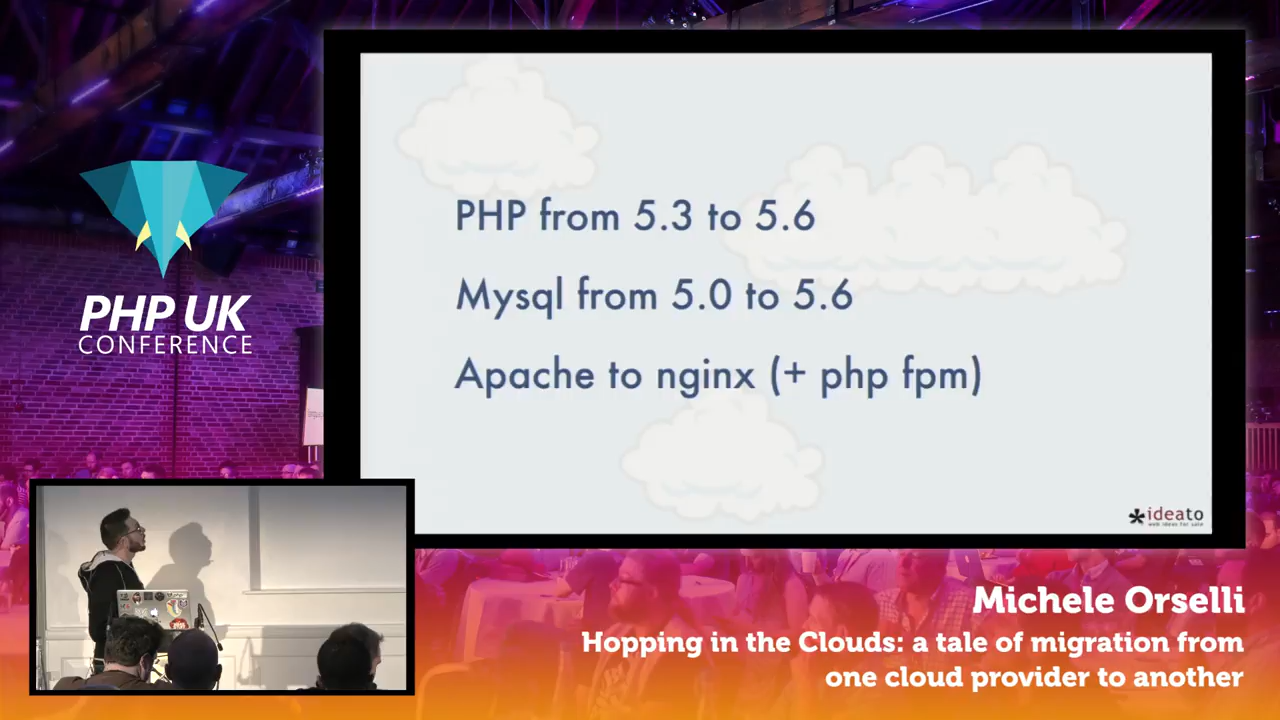 PHP from 5.3 to 5.6
Mysql from 5.0 to 5.6
Apache to nginx (+ php fpm)
*ideato
web ideas for sale
PHP UK
CONFERENCE
Michele Orselli
Hopping in the Clouds: a tale of migration from
one cloud provider to another